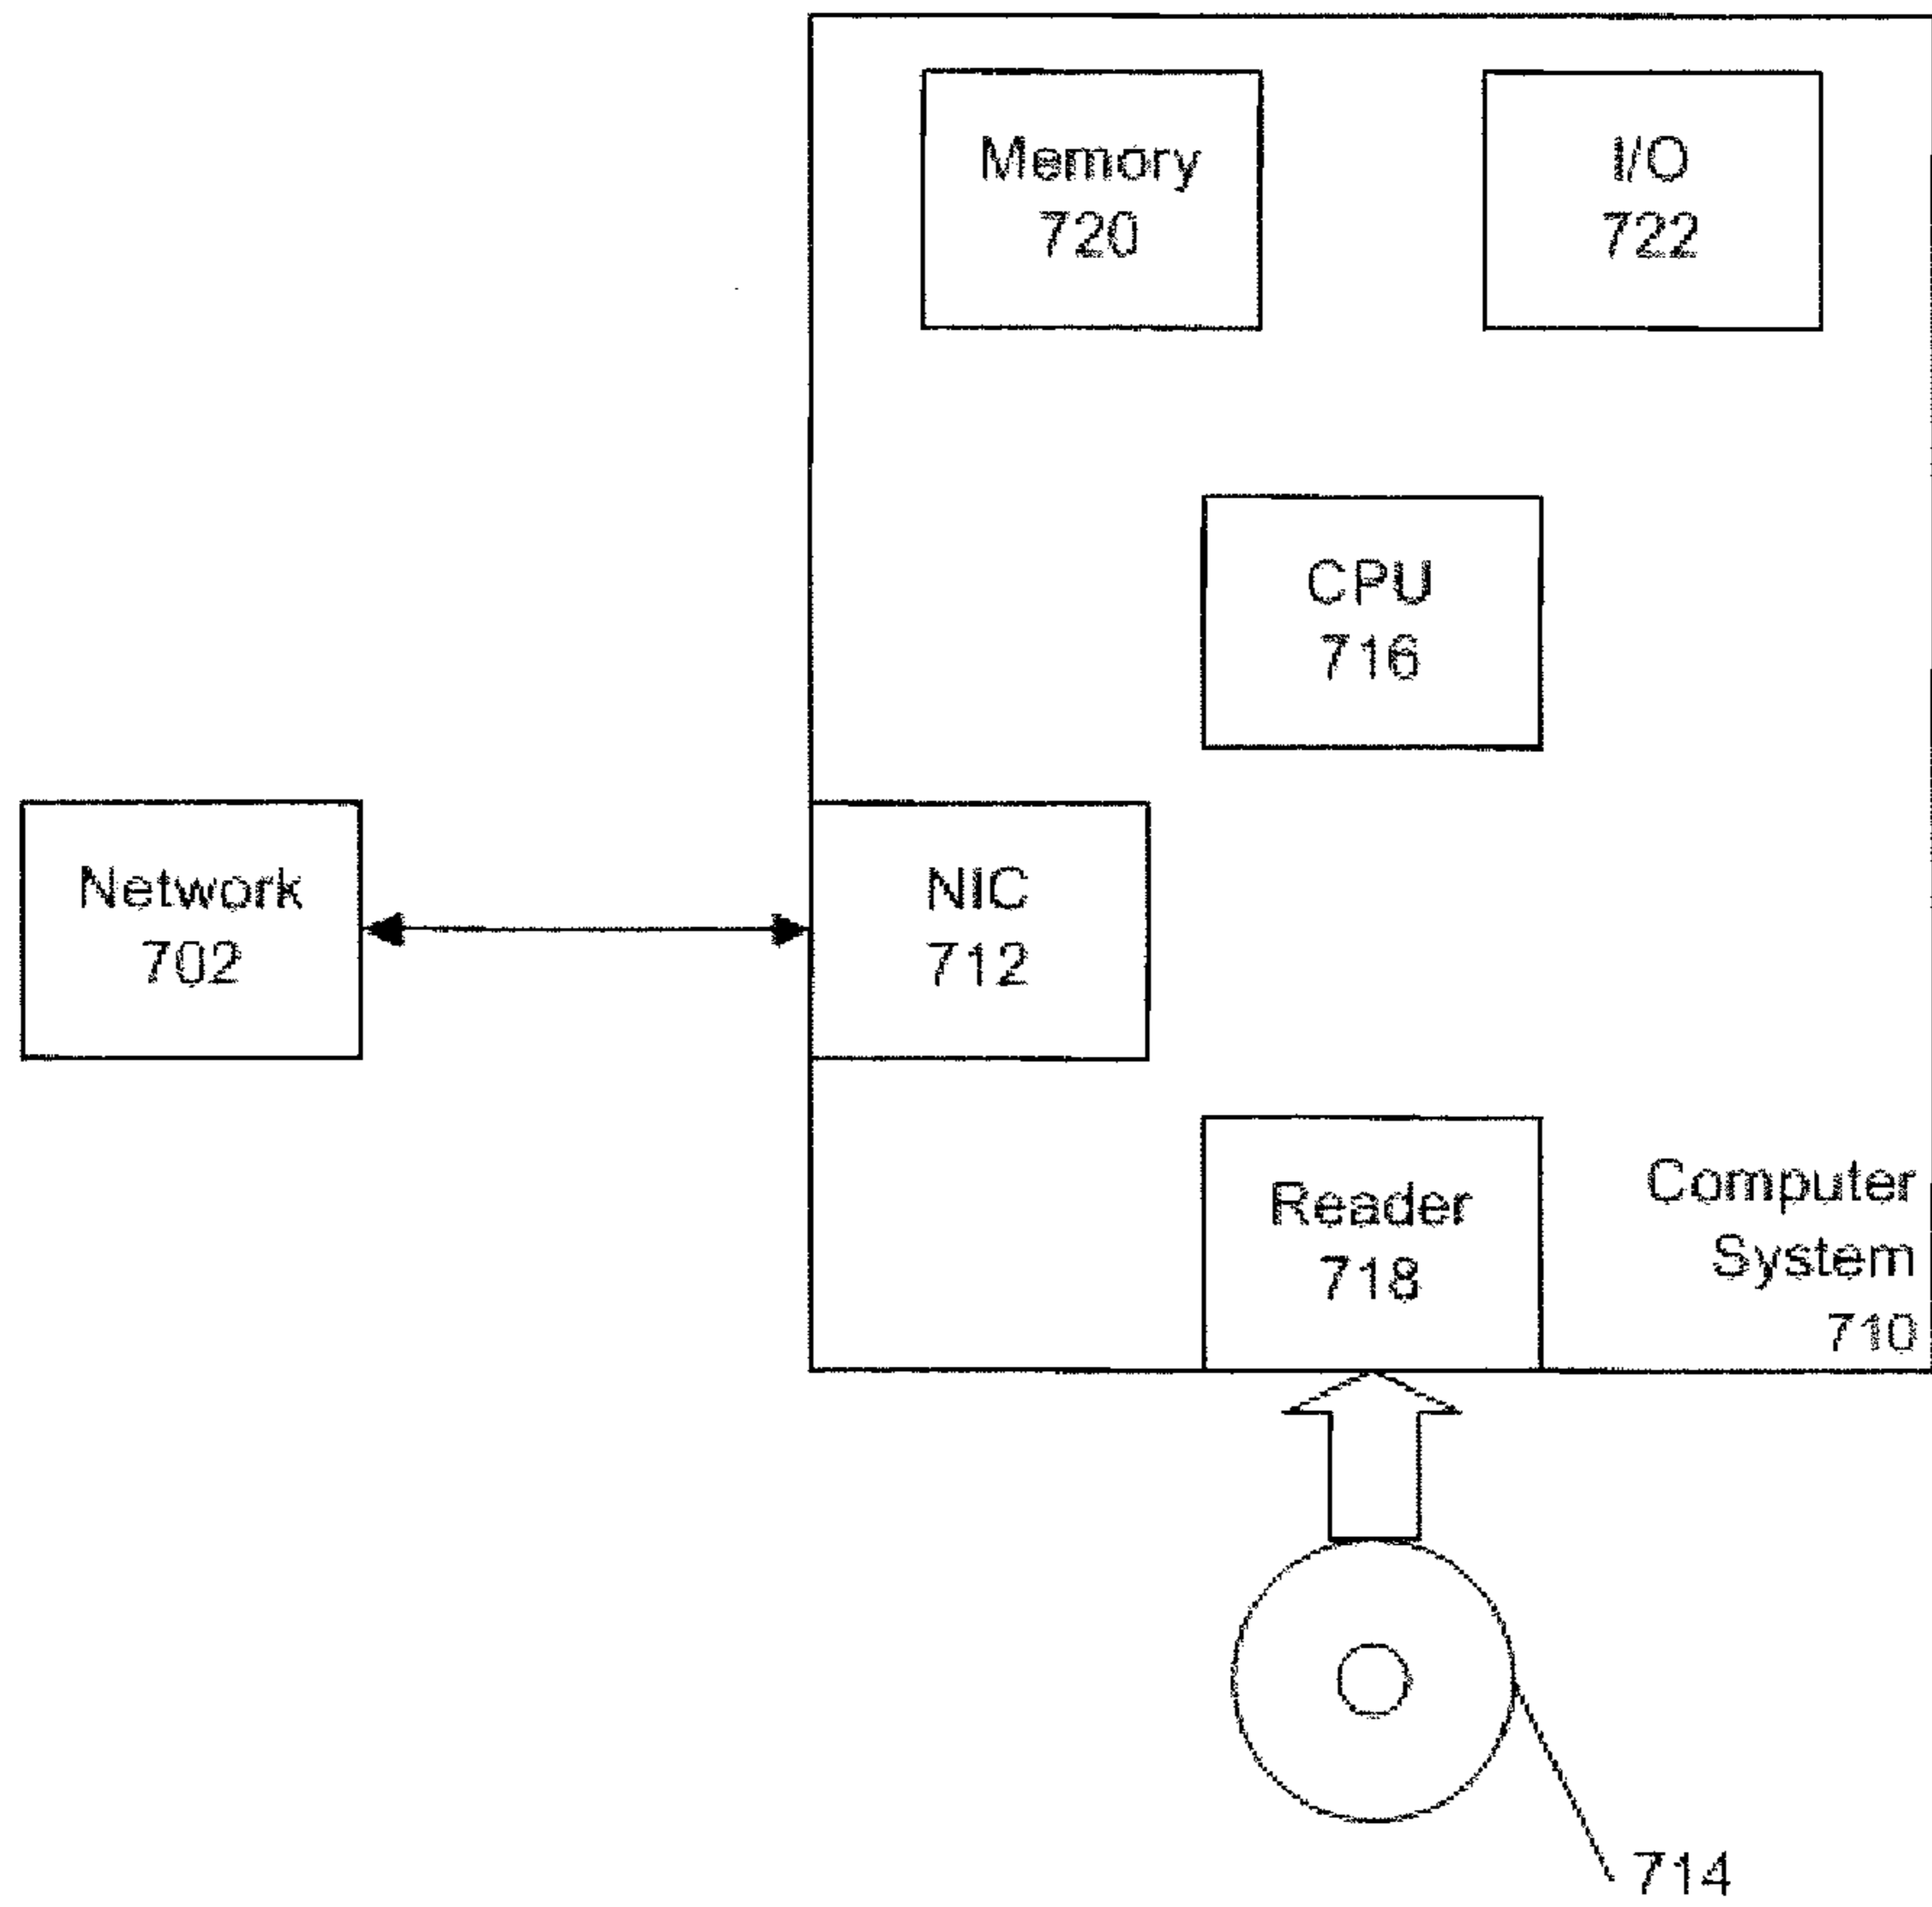 Memory
720
I/O
722
CPU
716
Network
702
NIC
712
Reader
718
Computer
System
710
714